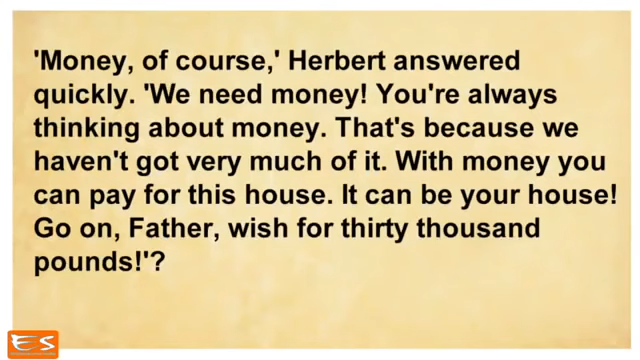 'Money, of course,' Herbert answered
quickly. 'We need money! You're always
thinking about money. That's because we
haven't got very much of it. With money you
can pay for this house. It can be your house!
Go on, Father, wish for thirty thousand
pounds!'?
ES